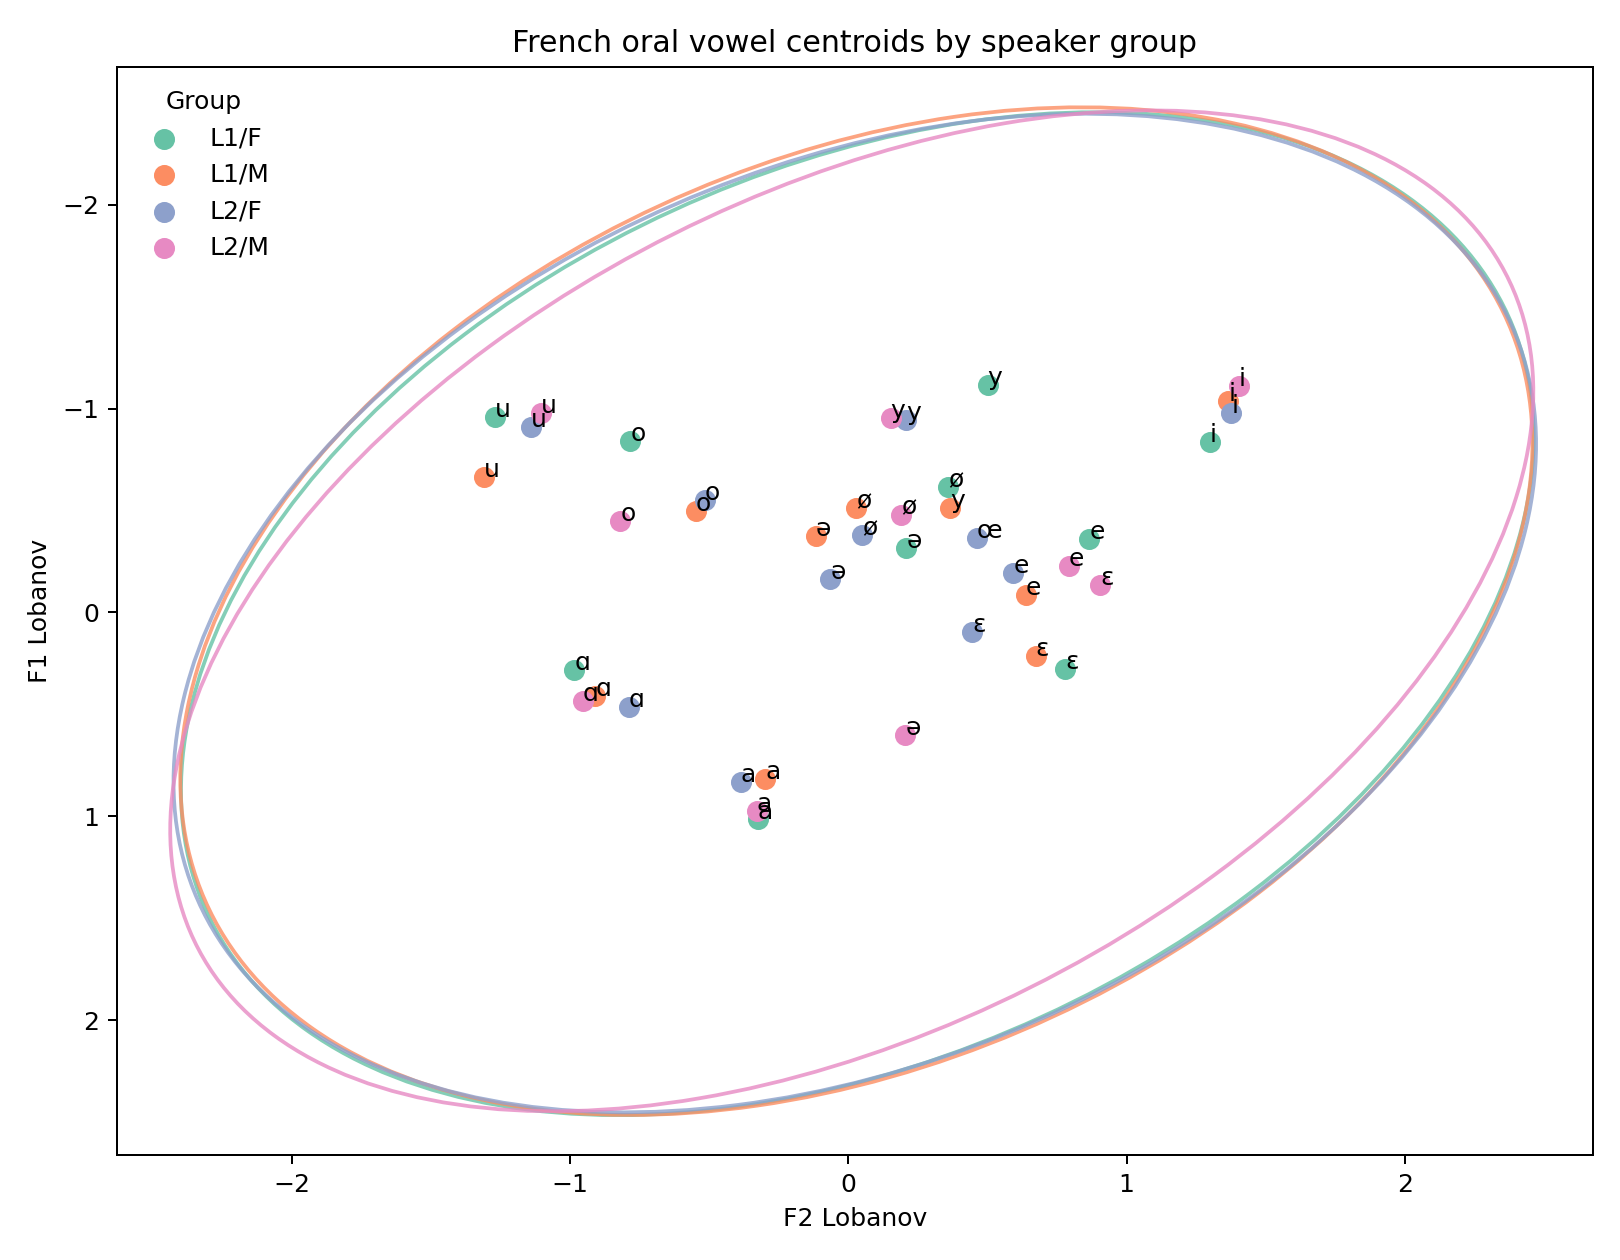 French oral vowel centroids by speaker group
Group
L1/F
L1/M
L2/F
L2/M
y
i
i
i
i
u
u
u
y
y
o
u
ø
o
o
o
ø
y
ø
ø
ə
ə
œ
e
e
ɛ
ə
e
e
ɛ
ɛ
ɛ
ɑ
ɑ
ɑ
ɑ
ə
a
a
a
a
−2
−1
0
1
2
F1 Lobanov
−2
−1
0
1
2
F2 Lobanov